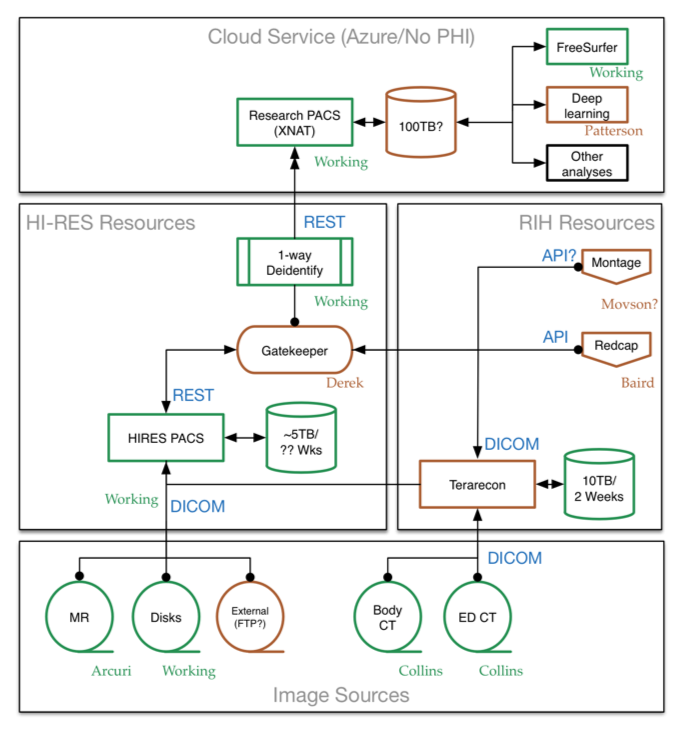 Cloud Service (Azure/No PHI)
FreeSurfer
Working
Research PACS
(XNAT)
Working
100TB?
Deep
learning
Patterson
Other
analyses
HI-RES Resources
REST
1-way
Deidentify
Working
Gatekeeper
Derek
REST
HIRES PACS
Working
~5TB/
?? Wks
DICOM
RIH Resources
API?
Montage
Movson?
API
Redcap
Baird
DICOM
Terarecon
10TB/
2 Weeks
DICOM
MR
Arcuri
Disks
Working
External
(FTP?)
Body
CT
Collins
ED CT
Collins
Image Sources